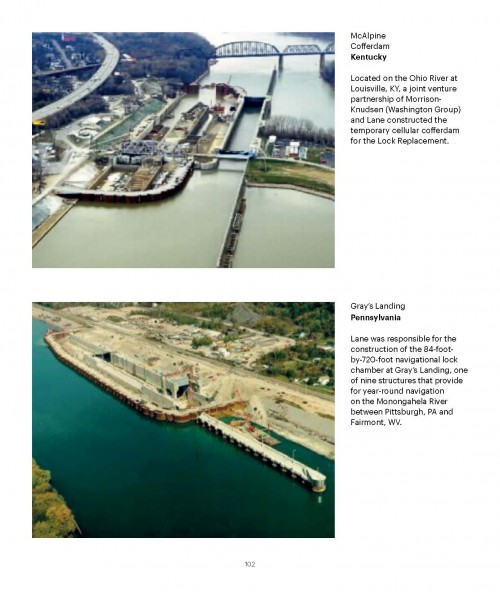 McAlpine
Cofferdam
Kentucky
Located on the Ohio River at
Louisville, KY, a joint venture
partnership of Morrison-
Knudsen (Washington Group)
and Lane constructed the
temporary cellular cofferdam
for the Lock Replacement.
Gray's Landing
Pennsylvania
Lane was responsible for the
construction of the 84-foot-
by-720-foot navigational lock
chamber at Gray's Landing, one
of nine structures that provide
for year-round navigation
on the Monongahela River
between Pittsburgh, PA and
Fairmont, WV.
102